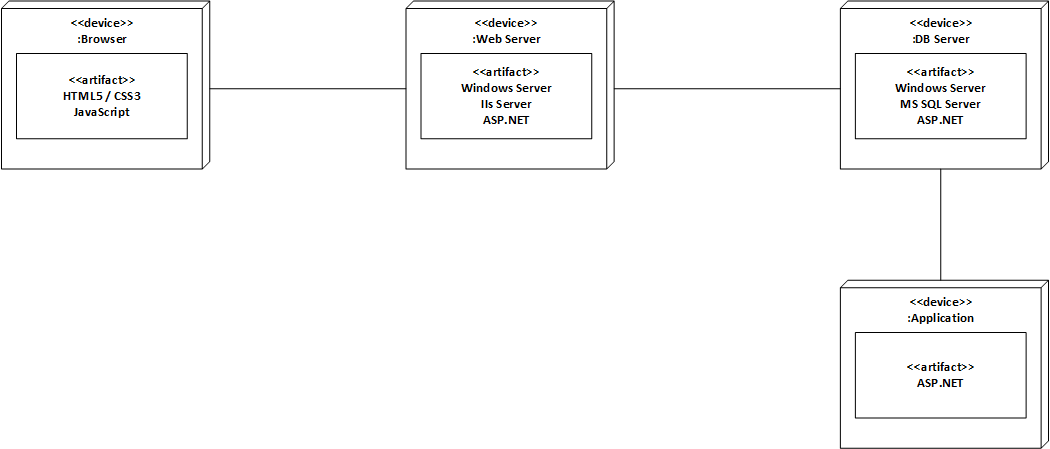 <<device>>
:Browser
<<artifact>>
HTML5 / CSS3
JavaScript
<<device>>
:Web Server
<<artifact>>
Windows Server
IIs Server
ASP.NET
<<device>>
:DB Server
<<artifact>>
Windows Server
MS SQL Server
ASP.NET
<<device>>
:Application
<<artifact>>
ASP.NET